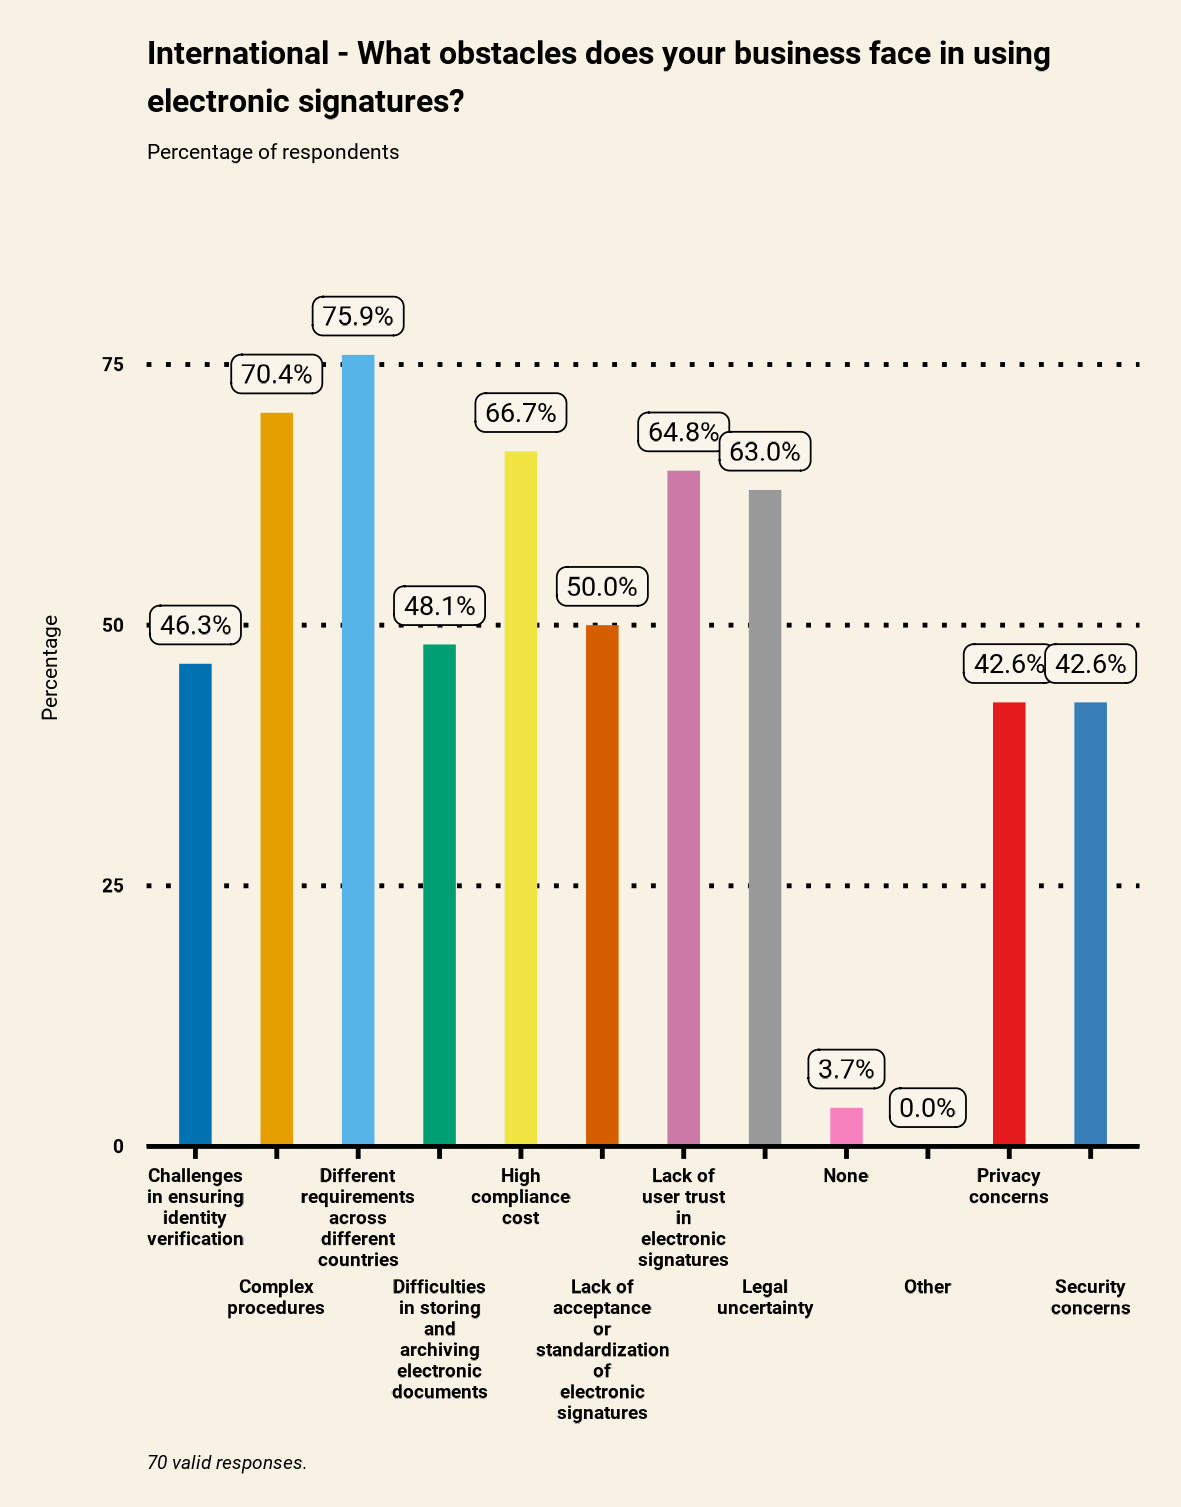 International - What obstacles does your business face in using
electronic signatures?
Percentage of respondents
Percentage
75
50
25
0
46.3%
70.4%
75.9%
48.1%
66.7%
50.0%
64.8%
63.0%
3.7%
0.0%
42.6%
42.6%
Challenges
in ensuring
identity
verification
Complex
procedures
Different
requirements
across
different
countries
Difficulties
in storing
and
archiving
electronic
documents
High
compliance
cost
Lack of
acceptance
or
standardization
of
electronic
signatures
Lack of
user trust
in
electronic
signatures
Legal
uncertainty
None
Other
Privacy
concerns
Security
concerns
70 valid responses.